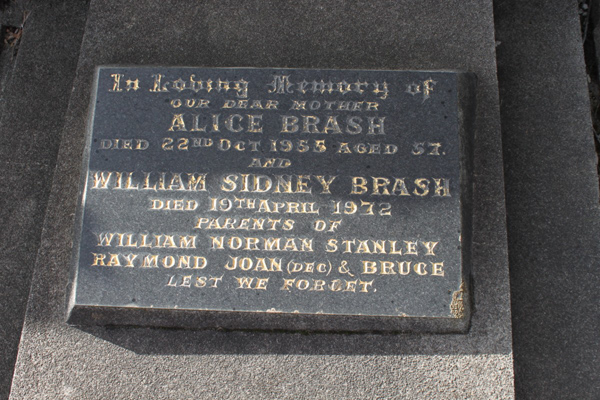 In Loving Memory of
OUR DEAR MOTHER
ALICE BRASH
DIED 22ND OCT 1954 AGED 57.
AND
WILLIAM SIDNEY BRASH
DIED 19TH APRIL 1972
PARENTS OF
WILLIAM NORMAN STANLEY
RAYMOND JOAN (DEC) & BRUCE
LEST WE FORGET.